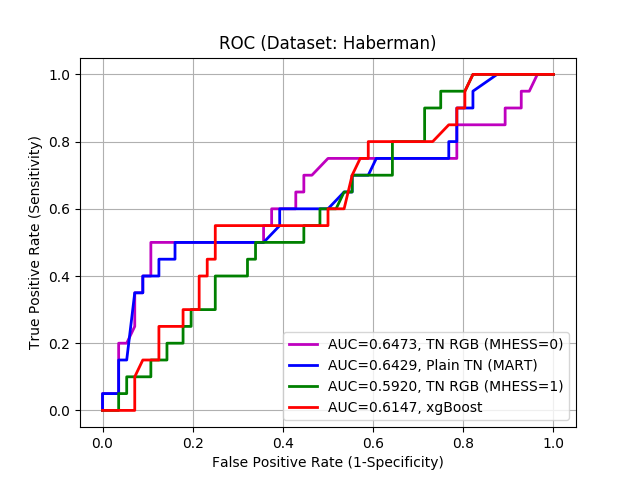 ROC (Dataset: Haberman)
True Positive Rate (Sensitivity)
1.0
0.8
0.6
0.4
0.2
0.0
AUC=0.6473, TN RGB (MHESS=0)
AUC=0.6429, Plain TN (MART)
AUC=0.5920, TN RGB (MHESS=1)
AUC=0.6147, xgBoost
0.0 0.2 0.4 0.6 0.8 1.0
False Positive Rate (1-Specificity)